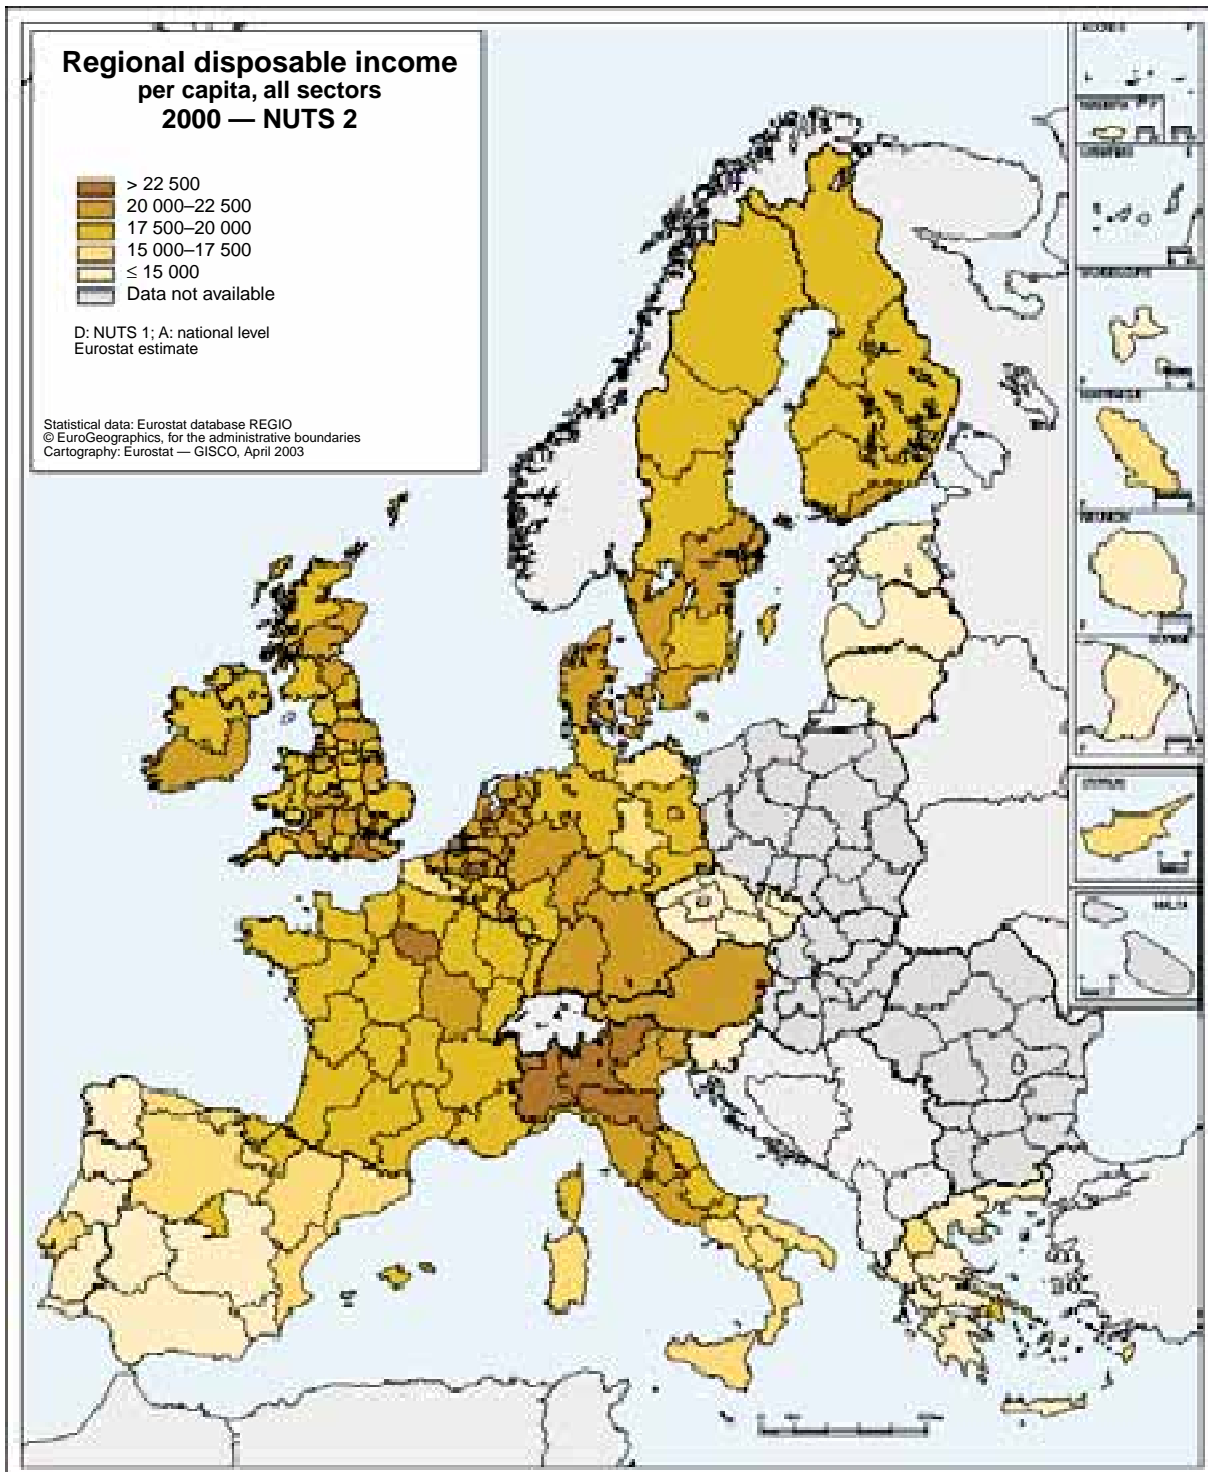 Regional disposable income
per capita, all sectors
2000 — NUTS 2
> 22 500
20 000–22 500
17 500–20 000
15 000–17 500
≤ 15 000
Data not available
D: NUTS 1; A: national level
Eurostat estimate
Statistical data: Eurostat database REGIO
© EuroGeographics, for the administrative boundaries
Cartography: Eurostat — GISCO, April 2003